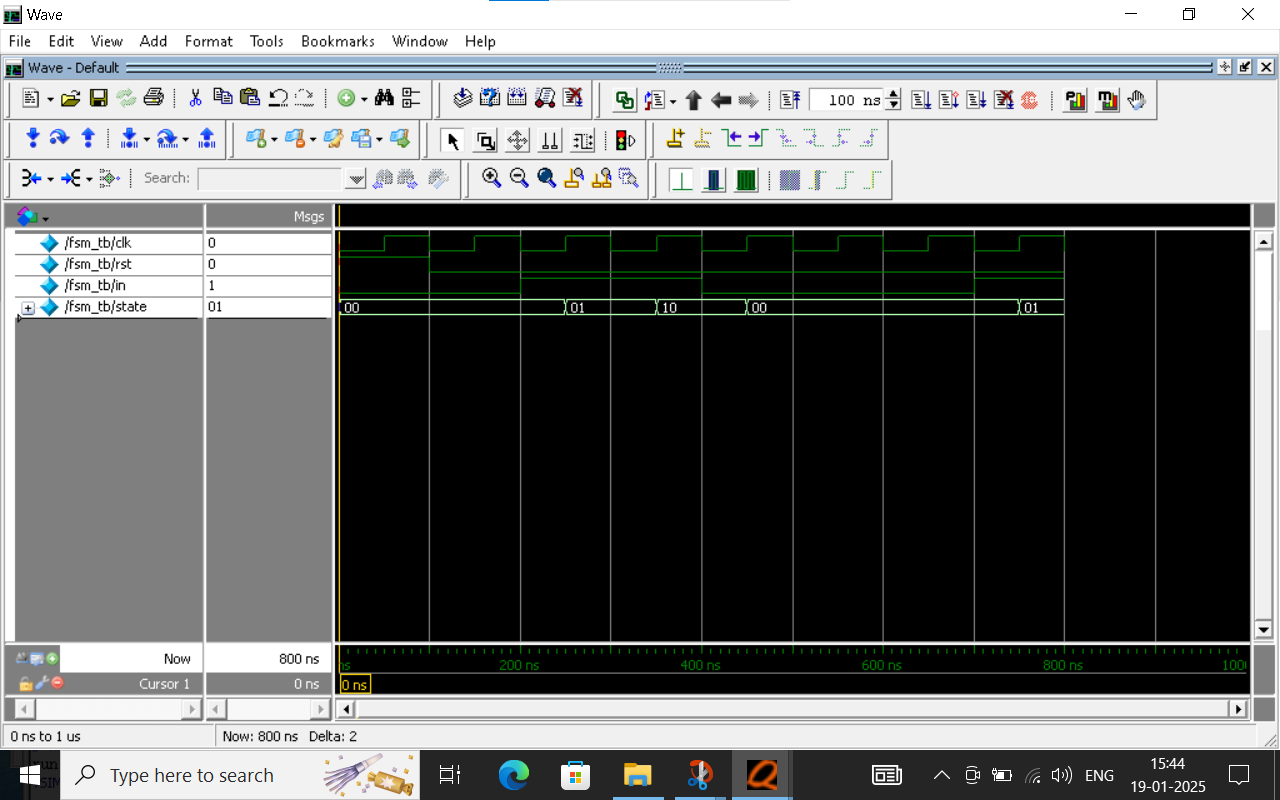 Wave
File Edit View Add Format Tools Bookmarks Window Help
Wave - Default
100 ns
Search:
Msgs
/fsm_tb/clk 0
/fsm_tb/rst 0
/fsm_tb/in 1
/fsm_tb/state 01
00 01 10 00 01
Now 800 ns
ns 200 ns 400 ns 600 ns 800 ns 1000
Cursor 1 0 ns
0 ns
0 ns to 1 us Now: 800 ns Delta: 2
Type here to search
ENG
15:44
19-01-2025